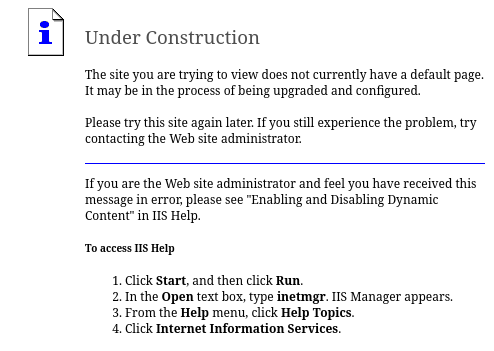 Under Construction
The site you are trying to view does not currently have a default page.
It may be in the process of being upgraded and configured.
Please try this site again later. If you still experience the problem, try
contacting the Web site administrator.
If you are the Web site administrator and feel you have received this
message in error, please see "Enabling and Disabling Dynamic
Content" in IIS Help.
To access IIS Help
1. Click Start, and then click Run.
2. In the Open text box, type inetmgr. IIS Manager appears.
3. From the Help menu, click Help Topics.
4. Click Internet Information Services.